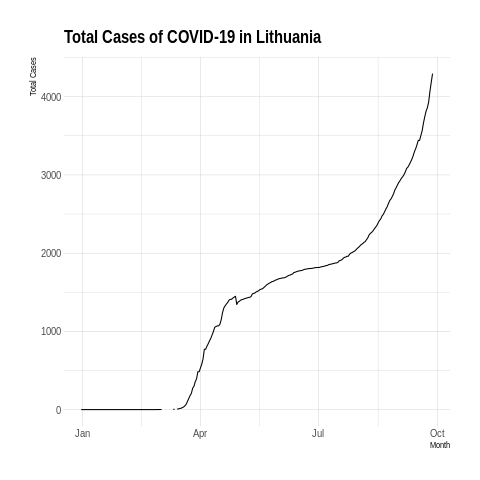 Total Cases of COVID-19 in Lithuania
Total Cases
4000
3000
2000
1000
0
Jan Apr Jul Oct
Month